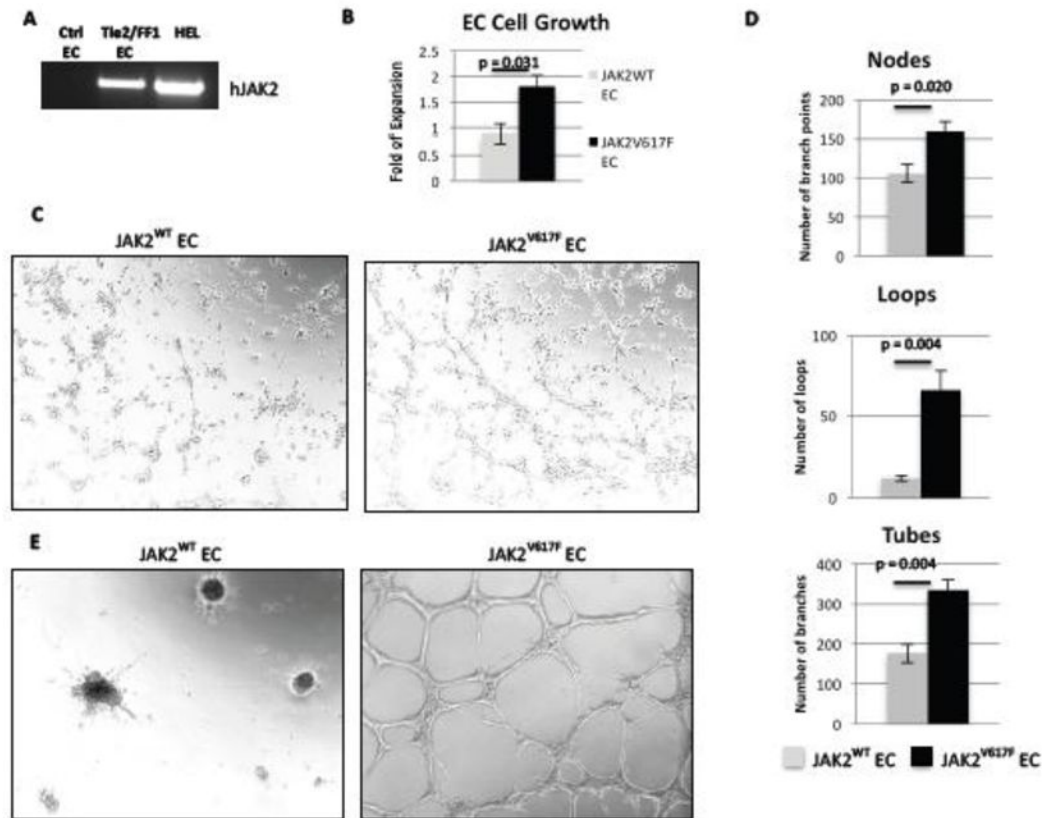 A
Ctrl Tie2/FF1 HEL
EC EC
hJAK2
B
EC Cell Growth
p = 0.031
Fold of Expansion
2.5
2
1.5
1
0.5
0
JAK2WT
EC
JAK2V617F
EC
C
JAK2WT EC
JAK2V617F EC
D
Nodes
p = 0.020
Number of branch points
200
150
100
50
0
Loops
p = 0.004
Number of loops
100
50
0
Tubes
p = 0.004
Number of branches
400
300
200
100
0
JAK2WT EC
JAK2V617F EC
E
JAK2WT EC
JAK2V617F EC